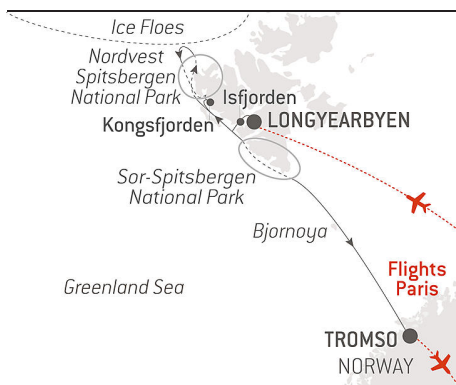 Ice Floes
Nordvest
Spitsbergen
National Park
Isfjorden
Kongsfjorden
LONGYEARBYEN
Sor-Spitsbergen
National Park
Bjornoya
Flights
Paris
Greenland Sea
TROMSO
NORWAY